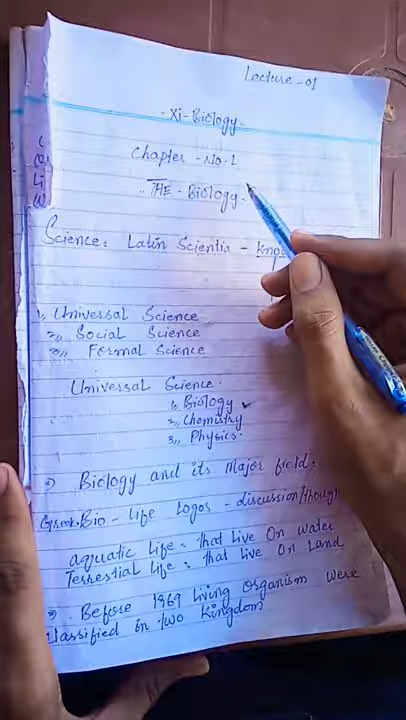 Lecture - 01
- Xi - Biology.
Chapter - No. 1
.. THE - Biology.
Science: Latin Scientia -
1,, Universal Science
2,, Social Science
3,, Formal Science
Universal Science.
1,, Biology ✓
2,, Chemistry
3,, Physics.
Biology and its Major field:
Greek. Bio - Life Logos - discussion/
aquatic Life = That Live On Water
Terrestial Life = That Live On Land
Before 1969 Living Organism were
Classified in two Kingdom